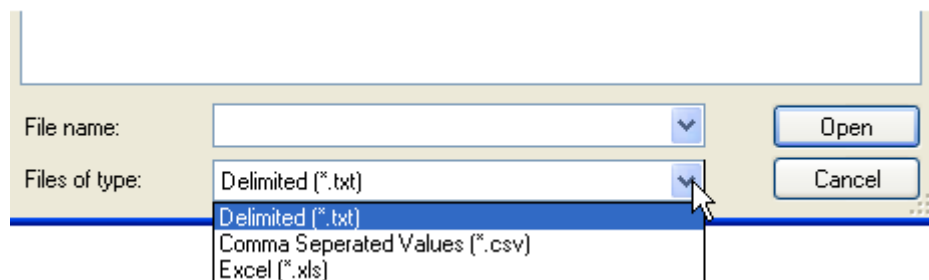 File name:
Open
Files of type:
Delimited (*.txt)
Cancel
Delimited (*.txt)
Comma Seperated Values (*.csv)
Excel (*.xls)